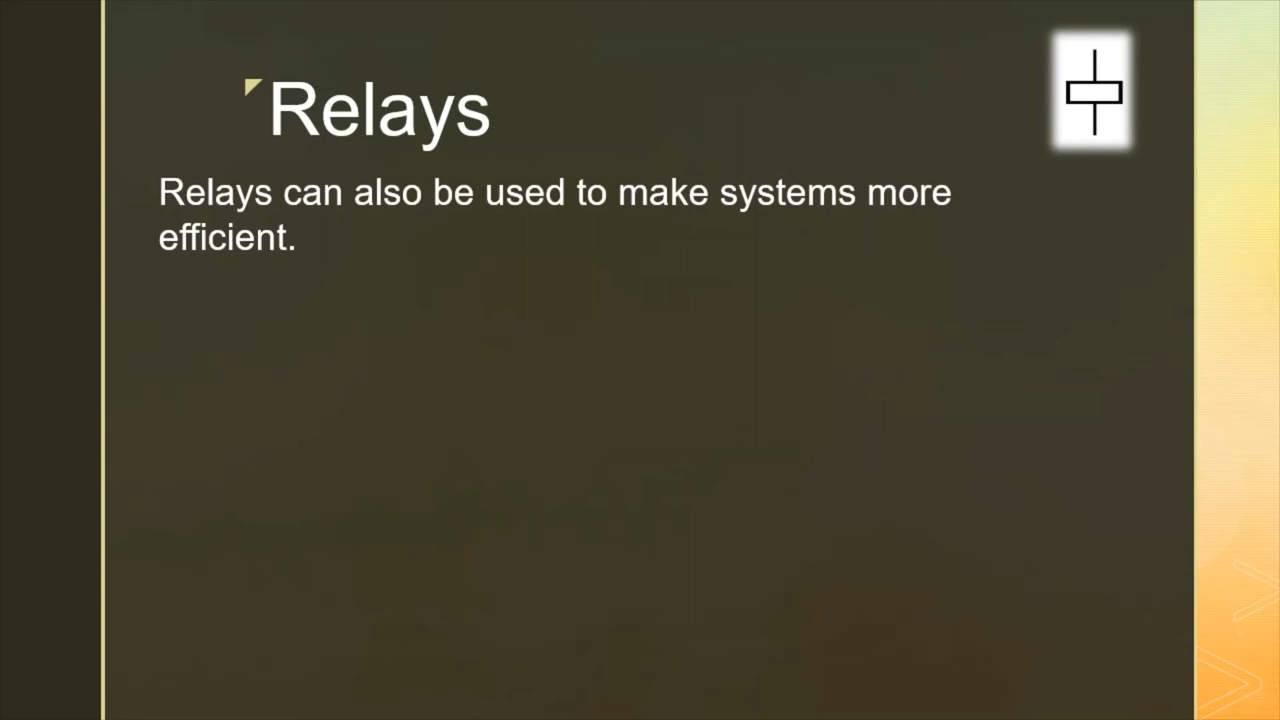 Relays
Relays can also be used to make systems more
efficient.